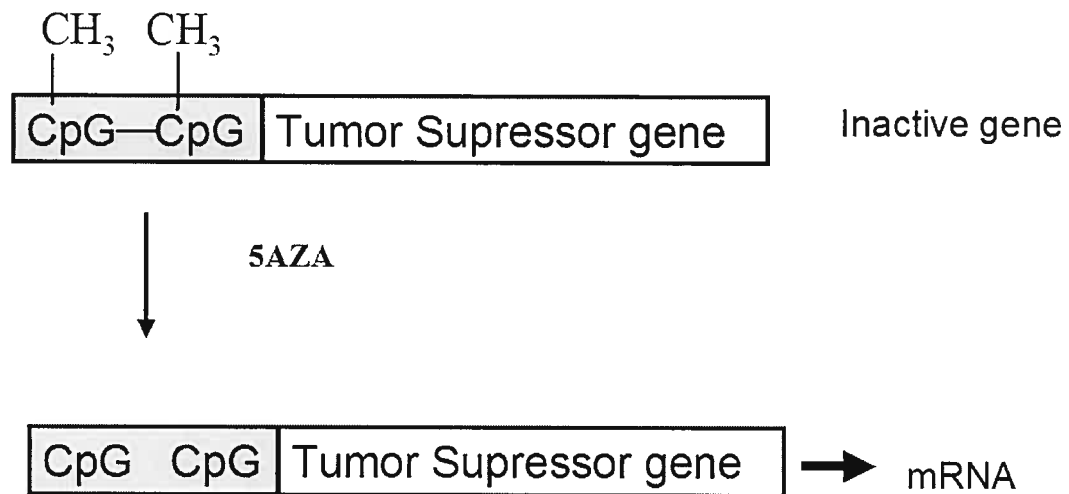 CH3 CH3
CpG—CpG Tumor Supressor gene Inactive gene
5AZA
CpG CpG Tumor Supressor gene mRNA